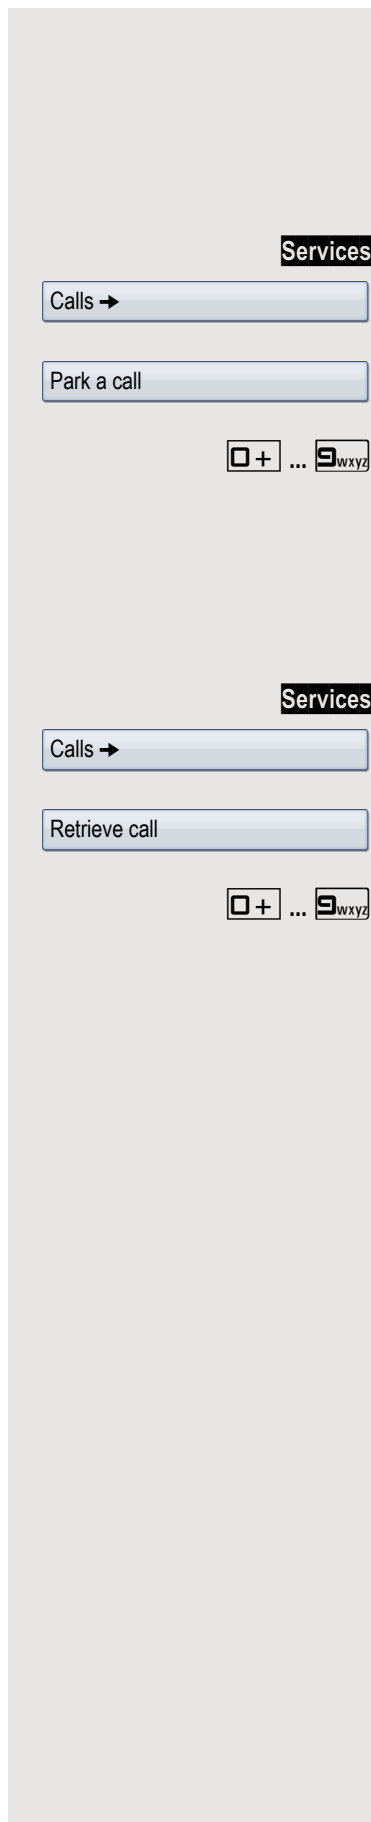 Services
Calls →
Park a call
0 + ... 9wxyz
Services
Calls →
Retrieve call
0 + ... 9wxyz